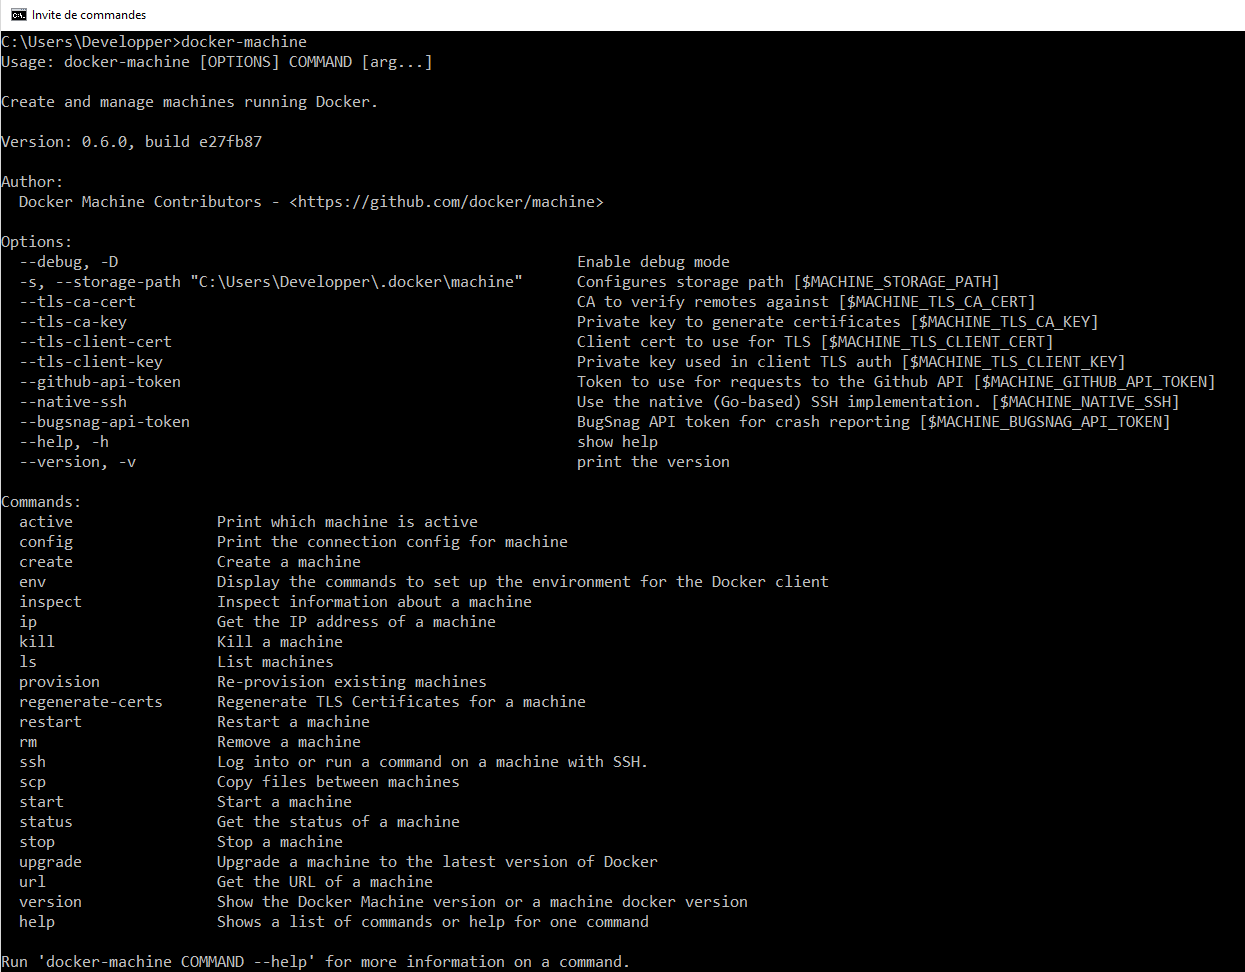 Invite de commandes
C:\Users\Developper>docker-machine
Usage: docker-machine [OPTIONS] COMMAND [arg...]
Create and manage machines running Docker.
Version: 0.6.0, build e27fb87
Author:
Docker Machine Contributors - <https://github.com/docker/machine>
Options:
--debug, -D Enable debug mode
-s, --storage-path "C:\Users\Developper\.docker\machine" Configures storage path [$MACHINE_STORAGE_PATH]
--tls-ca-cert CA to verify remotes against [$MACHINE_TLS_CA_CERT]
--tls-ca-key Private key to generate certificates [$MACHINE_TLS_CA_KEY]
--tls-client-cert Client cert to use for TLS [$MACHINE_TLS_CLIENT_CERT]
--tls-client-key Private key used in client TLS auth [$MACHINE_TLS_CLIENT_KEY]
--github-api-token Token to use for requests to the Github API [$MACHINE_GITHUB_API_TOKEN]
--native-ssh Use the native (Go-based) SSH implementation. [$MACHINE_NATIVE_SSH]
--bugsnag-api-token BugSnag API token for crash reporting [$MACHINE_BUGSNAG_API_TOKEN]
--help, -h show help
--version, -v print the version
Commands:
active Print which machine is active
config Print the connection config for machine
create Create a machine
env Display the commands to set up the environment for the Docker client
inspect Inspect information about a machine
ip Get the IP address of a machine
kill Kill a machine
ls List machines
provision Re-provision existing machines
regenerate-certs Regenerate TLS Certificates for a machine
restart Restart a machine
rm Remove a machine
ssh Log into or run a command on a machine with SSH.
scp Copy files between machines
start Start a machine
status Get the status of a machine
stop Stop a machine
upgrade Upgrade a machine to the latest version of Docker
url Get the URL of a machine
version Show the Docker Machine version or a machine docker version
help Shows a list of commands or help for one command
Run 'docker-machine COMMAND --help' for more information on a command.